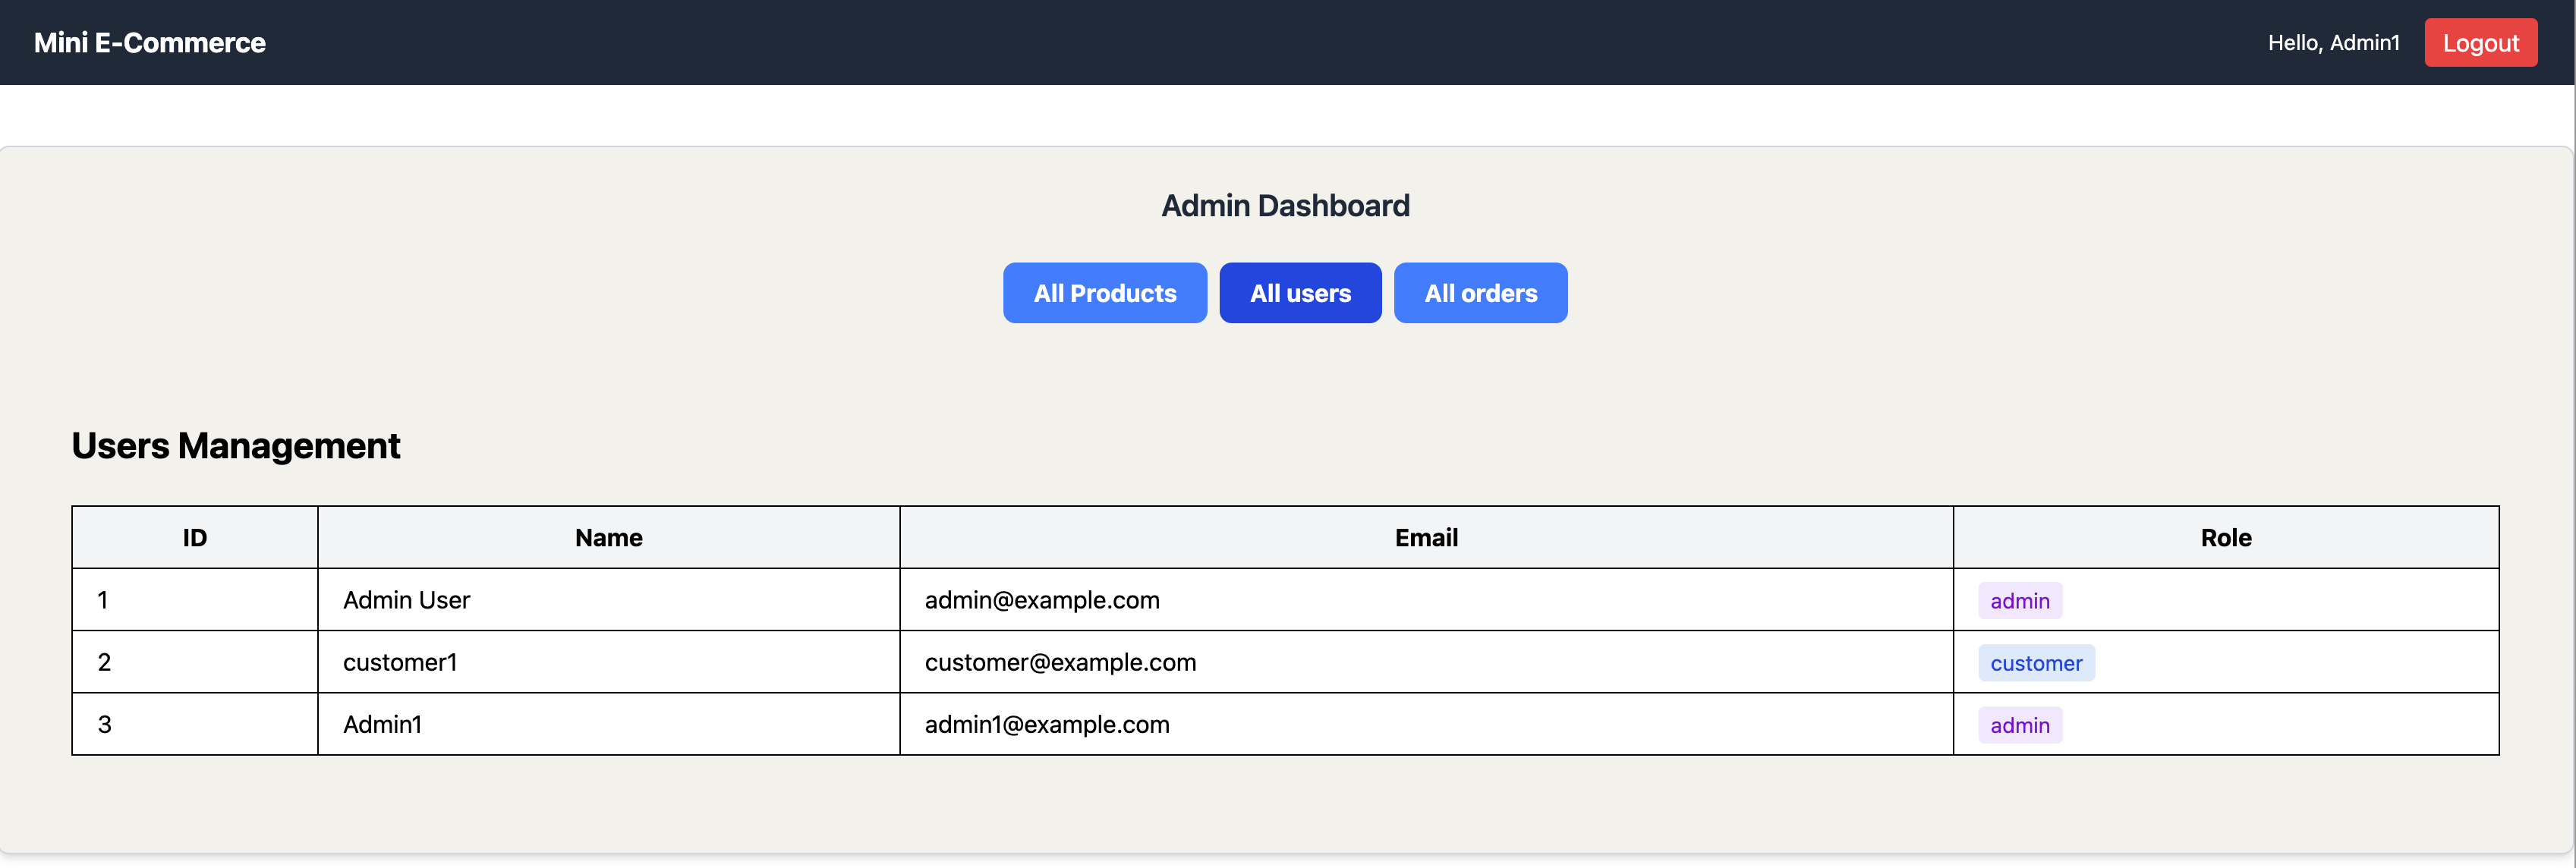 Mini E-Commerce
Hello, Admin1 Logout
Admin Dashboard
All Products All users All orders
Users Management
ID Name Email Role
1 Admin User admin@example.com admin
2 customer1 customer@example.com customer
3 Admin1 admin1@example.com admin